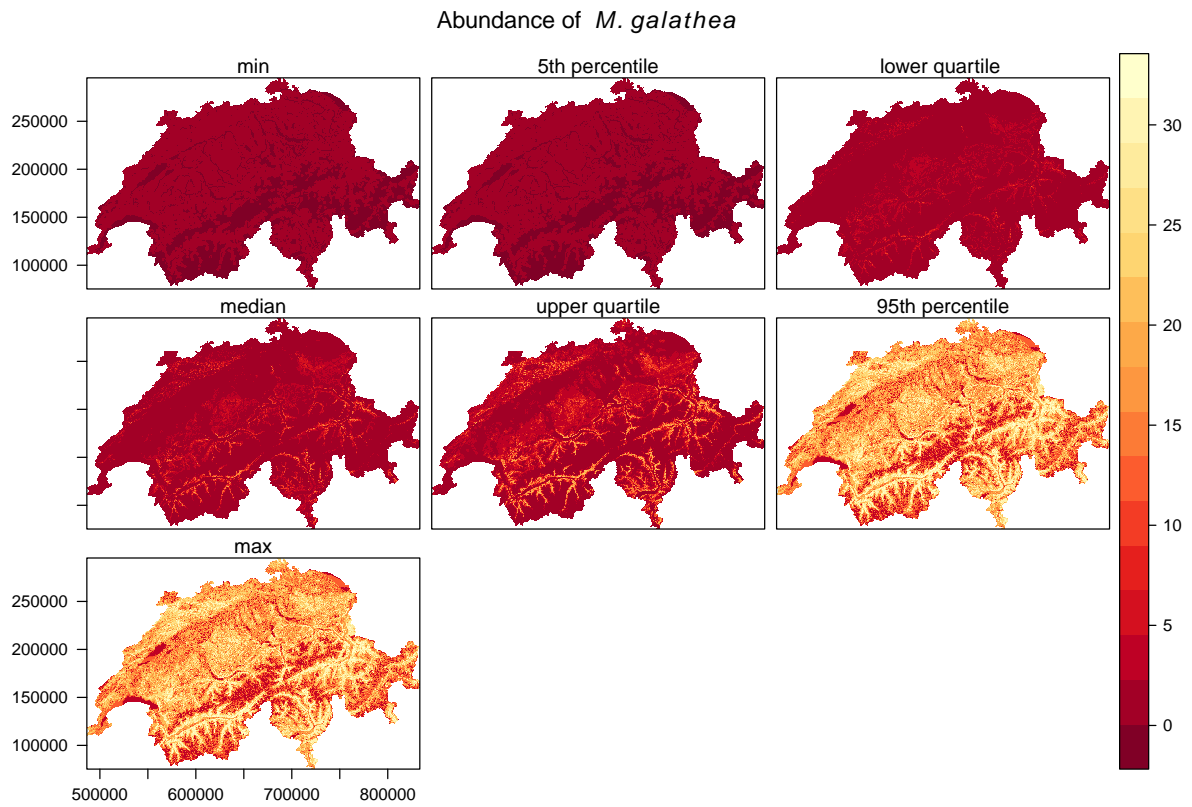 Abundance of M. galathea
min
5th percentile
lower quartile
250000
200000
150000
100000
median
upper quartile
95th percentile
max
250000
200000
150000
100000
500000
600000
700000
800000
30
25
20
15
10
5
0